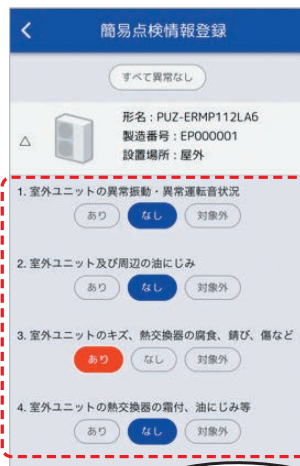 簡易点検情報登録
すべて異常なし
形名:PUZ-ERMP112LA6
製造番号:EP000001
設置場所:屋外
1. 室外ユニットの異常振動・異常運転音状況
あり なし 対象外
2. 室外ユニット及び周辺の油にじみ
あり なし 対象外
3. 室外ユニットのキズ、熱交換器の腐食、錆び、傷など
あり なし 対象外
4. 室外ユニットの熱交換器の霜付、油にじみ等
あり なし 対象外